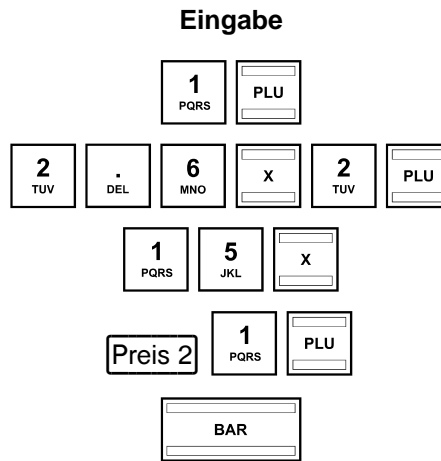 Eingabe
1 PLU
PQRS
2 . 6 X 2 PLU
TUV DEL MNO TUV
1 5 X
PQRS JKL
Preis 2 1 PLU
PQRS
BAR